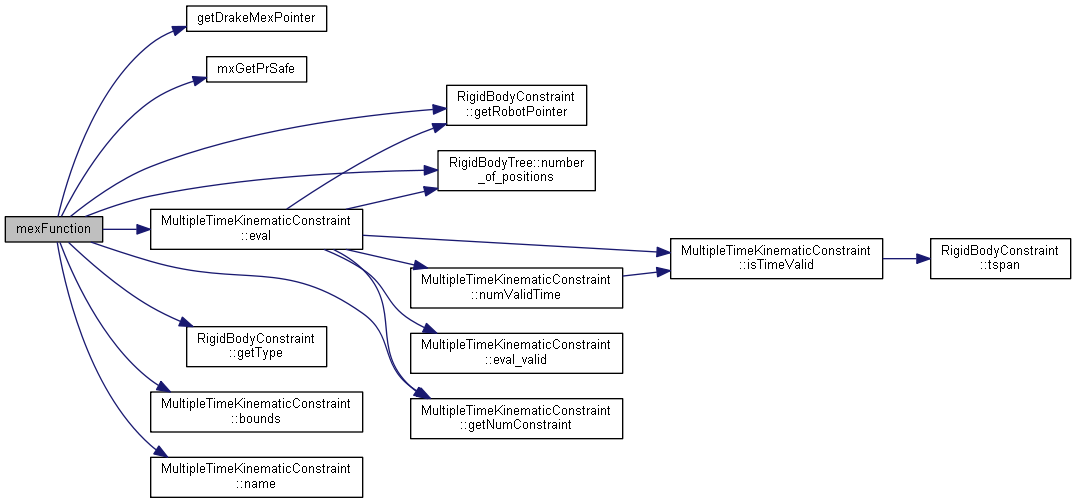 getDrakeMexPointer
mxGetPrSafe
RigidBodyConstraint
::getRobotPointer
RigidBodyTree::number
_of_positions
mexFunction
MultipleTimeKinematicConstraint
::eval
MultipleTimeKinematicConstraint
::isTimeValid
RigidBodyConstraint
::tspan
MultipleTimeKinematicConstraint
::numValidTime
RigidBodyConstraint
::getType
MultipleTimeKinematicConstraint
::eval_valid
MultipleTimeKinematicConstraint
::bounds
MultipleTimeKinematicConstraint
::getNumConstraint
MultipleTimeKinematicConstraint
::name